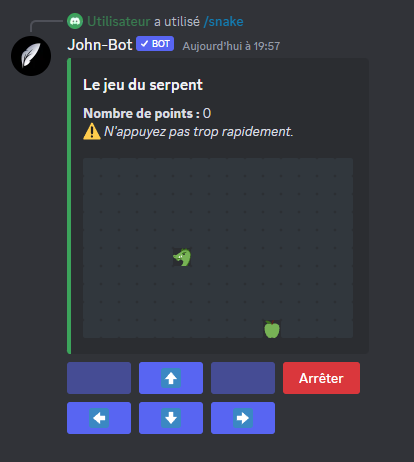 Utilisateur a utilisé /snake
John-Bot ✓ BOT Aujourd'hui à 19:57
Le jeu du serpent
Nombre de points : 0
⚠️ N'appuyez pas trop rapidement.
Arrêter